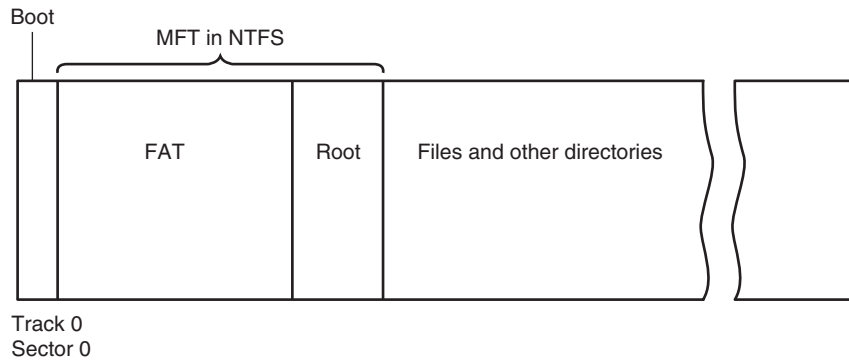 Boot
MFT in NTFS
FAT
Root
Files and other directories
Track 0
Sector 0